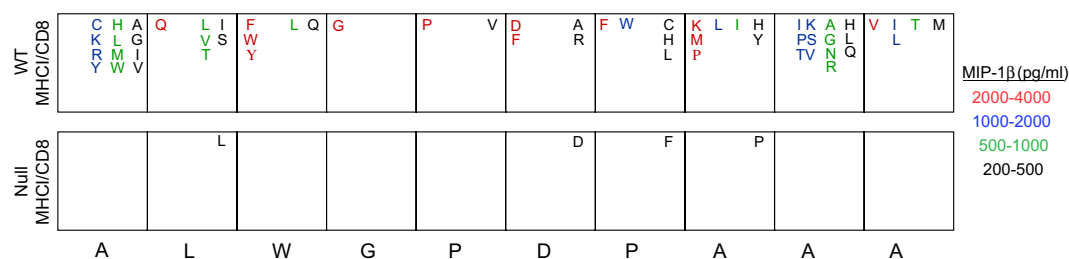 C H A Q L I F L Q G P V D A F W C K L I H I K A H V I T M
K L G V S W F R H M Y P S G L L
R M I T Y L P T V N Q
Y W V R
WT
MHCI/CD8
MIP-1β(pg/ml)
2000-4000
1000-2000
500-1000
200-500
L D F P
Null
MHCI/CD8
A L W G P D P A A A